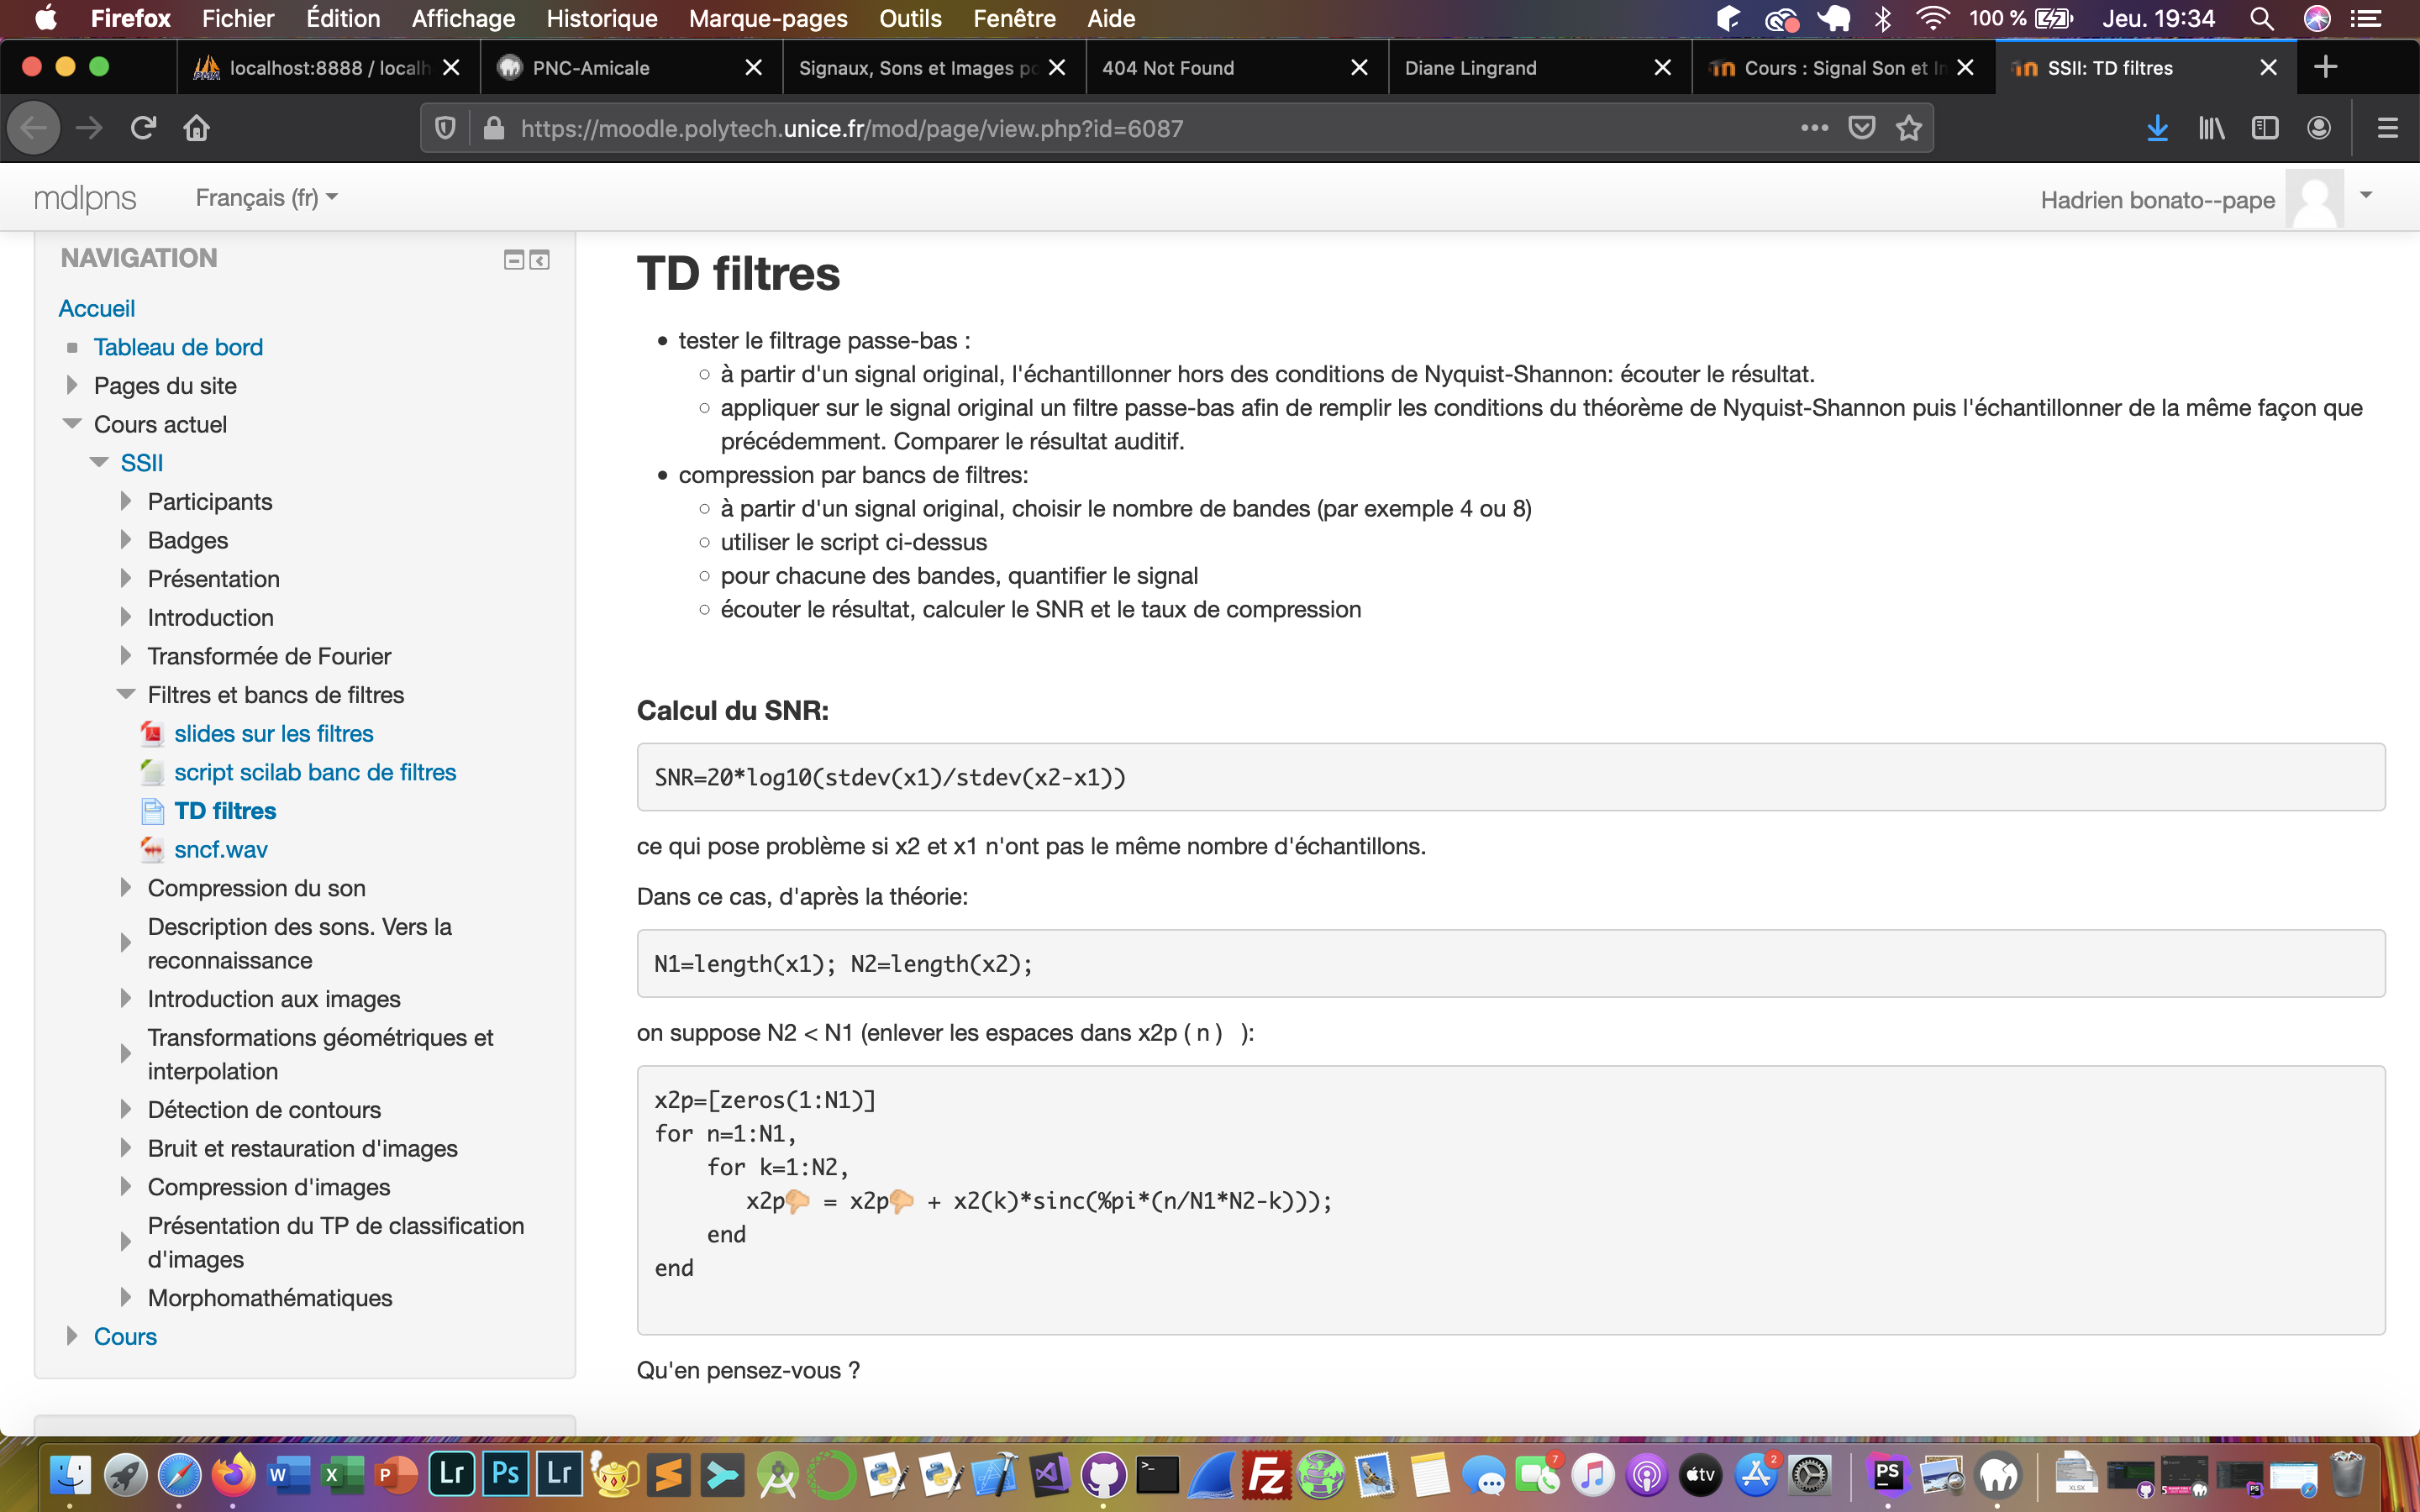 Firefox Fichier Édition Affichage Historique Marque-pages Outils Fenêtre Aide 100 % Jeu. 19:34
localhost:8888 / localh
PNC-Amicale
Signaux, Sons et Images po
404 Not Found
Diane Lingrand
Cours : Signal Son et In
SSII: TD filtres
https://moodle.polytech.unice.fr/mod/page/view.php?id=6087
mdlpns Français (fr) Hadrien bonato--pape
NAVIGATION
Accueil
Tableau de bord
Pages du site
Cours actuel
SSII
Participants
Badges
Présentation
Introduction
Transformée de Fourier
Filtres et bancs de filtres
slides sur les filtres
script scilab banc de filtres
TD filtres
sncf.wav
Compression du son
Description des sons. Vers la
reconnaissance
Introduction aux images
Transformations géométriques et
interpolation
Détection de contours
Bruit et restauration d'images
Compression d'images
Présentation du TP de classification
d'images
Morphomathématiques
Cours
TD filtres
• tester le filtrage passe-bas :
○ à partir d'un signal original, l'échantillonner hors des conditions de Nyquist-Shannon: écouter le résultat.
○ appliquer sur le signal original un filtre passe-bas afin de remplir les conditions du théorème de Nyquist-Shannon puis l'échantillonner de la même façon que
précédemment. Comparer le résultat auditif.
• compression par bancs de filtres:
○ à partir d'un signal original, choisir le nombre de bandes (par exemple 4 ou 8)
○ utiliser le script ci-dessus
○ pour chacune des bandes, quantifier le signal
○ écouter le résultat, calculer le SNR et le taux de compression
Calcul du SNR:
SNR=20*log10(stdev(x1)/stdev(x2-x1))
ce qui pose problème si x2 et x1 n'ont pas le même nombre d'échantillons.
Dans ce cas, d'après la théorie:
N1=length(x1); N2=length(x2);
on suppose N2 < N1 (enlever les espaces dans x2p ( n ) ):
x2p=[zeros(1:N1)]
for n=1:N1,
for k=1:N2,
x2p👎 = x2p👎 + x2(k)*sinc(%pi*(n/N1*N2-k)));
end
end
Qu'en pensez-vous ?
W X P Lr Ps Lr Fz 7 tv 2 PS XLSX